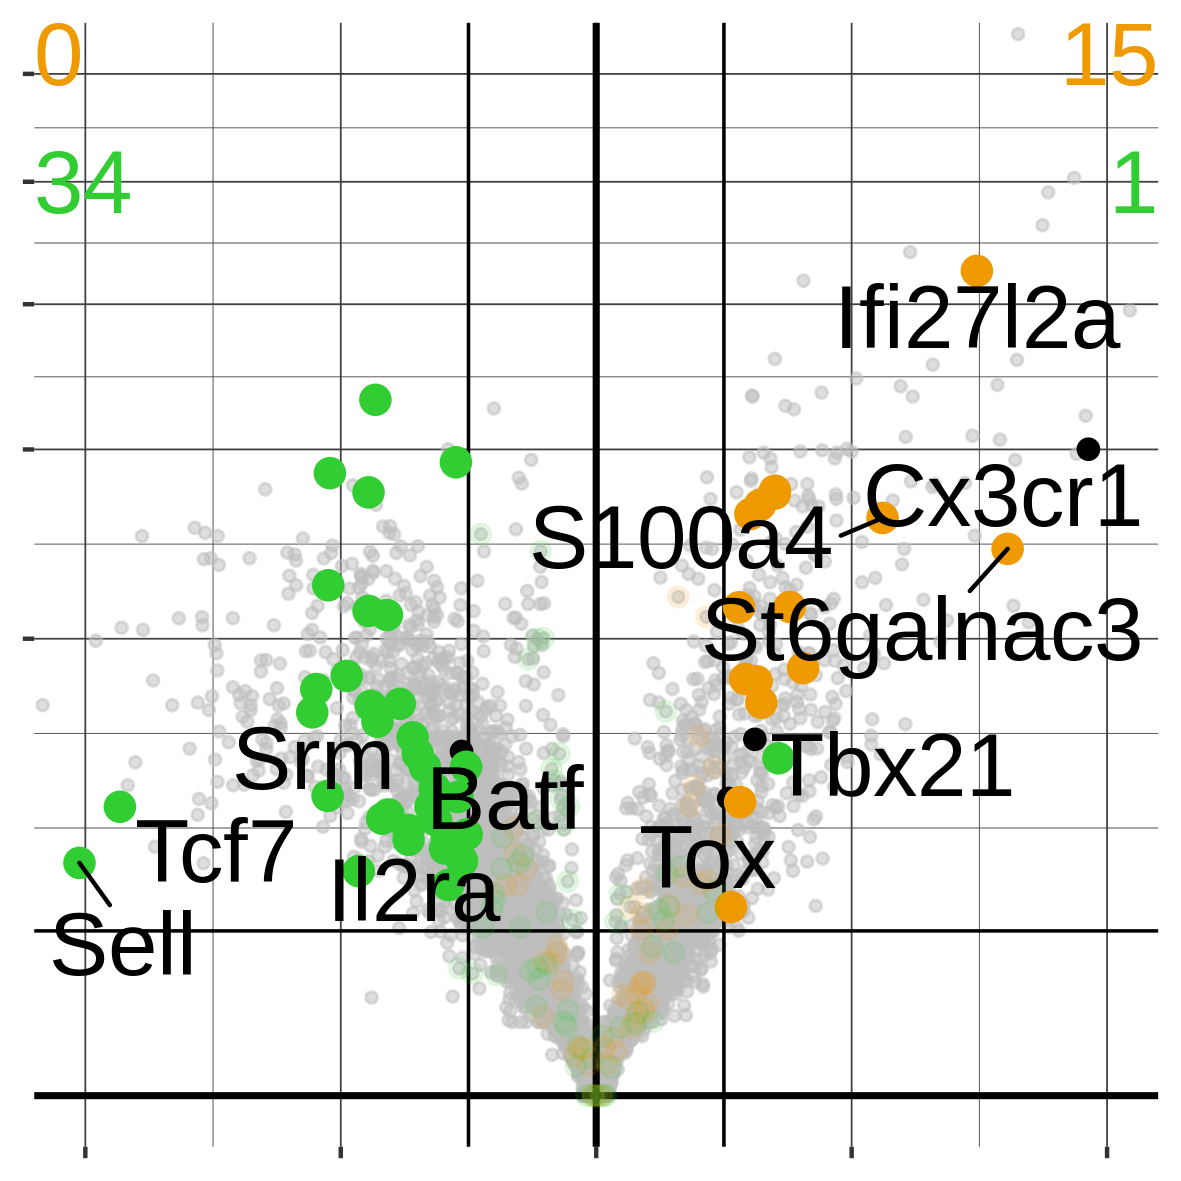 0 15
34 1
Ifi27l2a
Cx3cr1
S100a4
St6galnac3
Srm
Tbx21
Batf
Tcf7
Tox
Il2ra
Sell